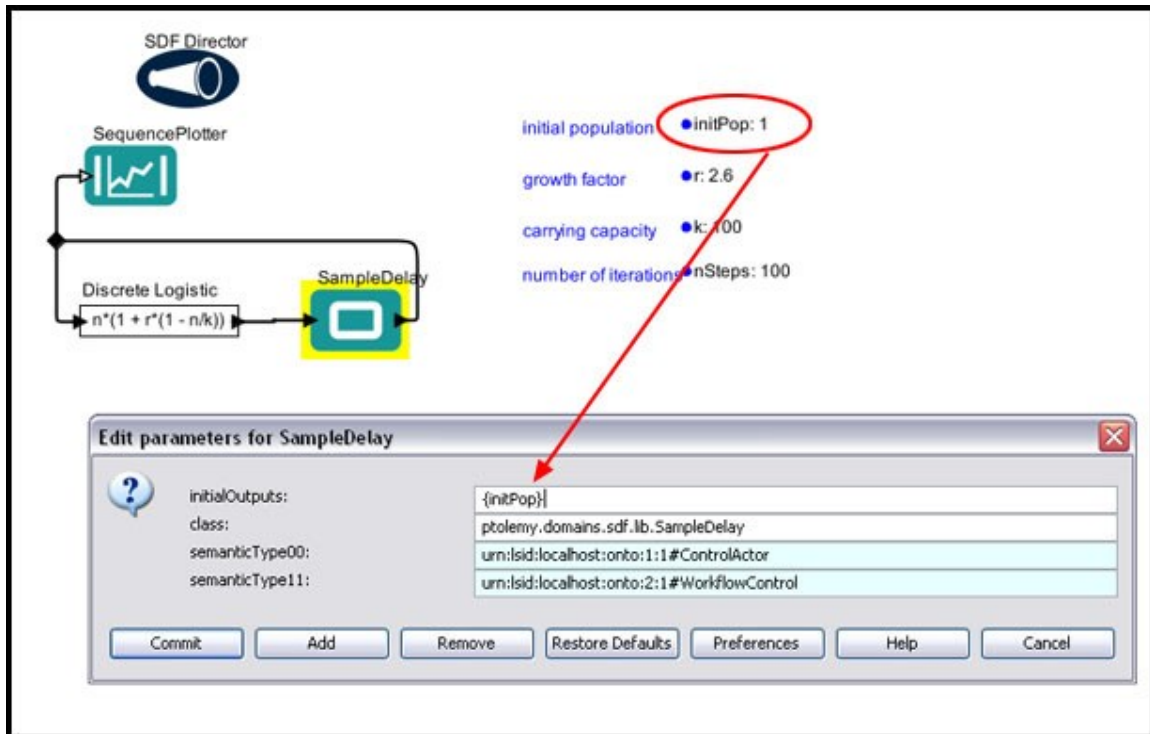 SDF Director
SequencePlotter
initial population initPop: 1
growth factor r: 2.6
carrying capacity k: 100
number of iterations nSteps: 100
SampleDelay
Discrete Logistic
n*(1 + r*(1 - n/k))
Edit parameters for SampleDelay
?
initialOutputs: {initPop}
class: ptolemy.domains.sdf.lib.SampleDelay
semanticType00: urn:lsid:localhost:onto:1:1#ControlActor
semanticType11: urn:lsid:localhost:onto:2:1#WorkflowControl
Commit Add Remove Restore Defaults Preferences Help Cancel